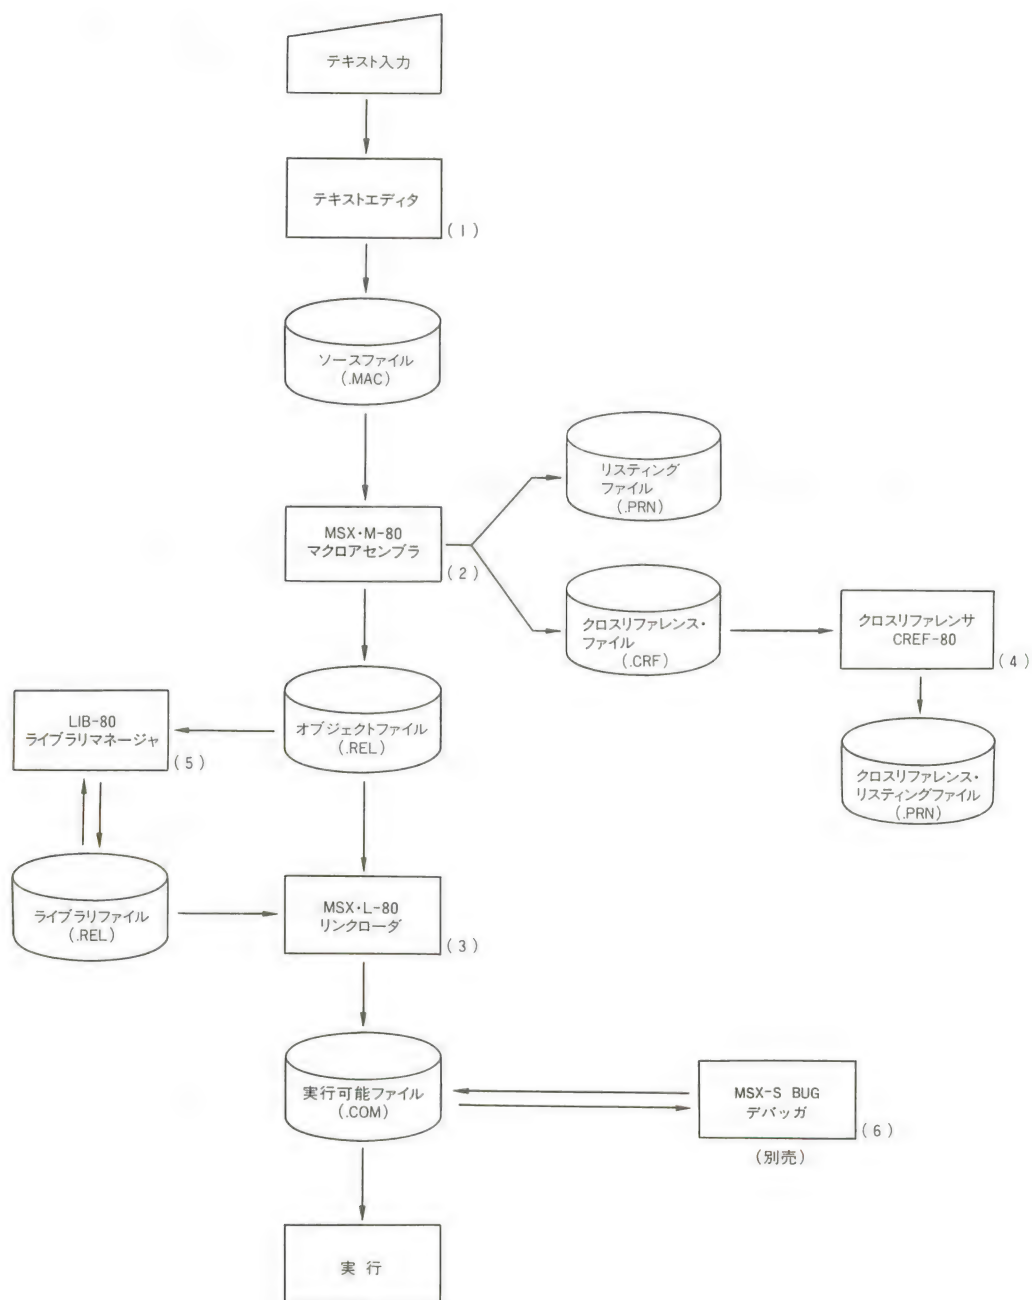 テキスト入力
テキストエディタ
(1)
ソースファイル
(.MAC)
リスティング
ファイル
(.PRN)
MSX・M-80
マクロアセンブラ
(2)
クロスリファレンス・
ファイル
(.CRF)
クロスリファレンサ
CREF-80
(4)
LIB-80
ライブラリマネージャ
(5)
オブジェクトファイル
(.REL)
クロスリファレンス・
リスティングファイル
(.PRN)
ライブラリファイル
(.REL)
MSX・L-80
リンクローダ
(3)
実行可能ファイル
(.COM)
MSX-S BUG
デバッガ
(6)
(別売)
実 行